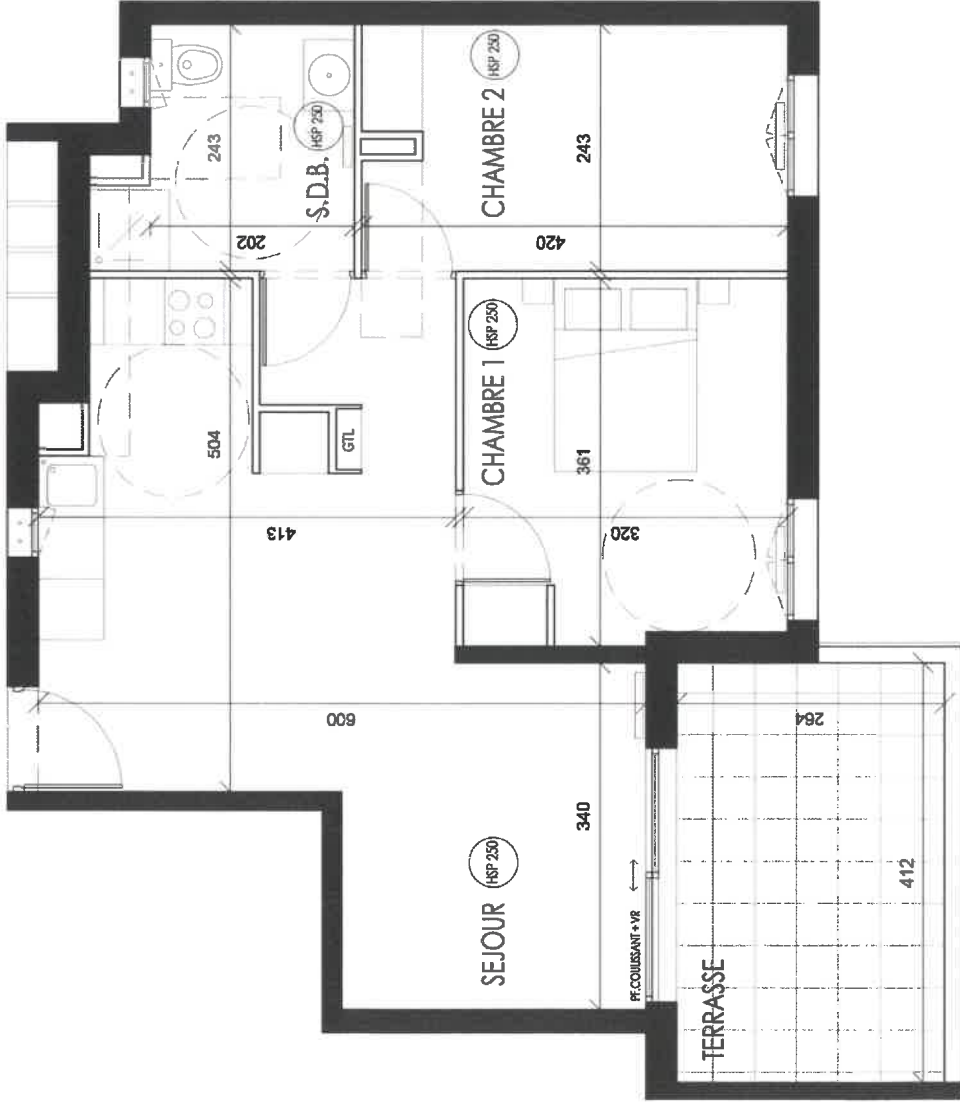 243
S.D.B.
HSP 250
202
CHAMBRE 2
HSP 250
243
420
504
GTL
413
CHAMBRE 1
HSP 250
361
320
600
SEJOUR
HSP 250
340
PF.COULISSANT+VR
TERRASSE
264
412